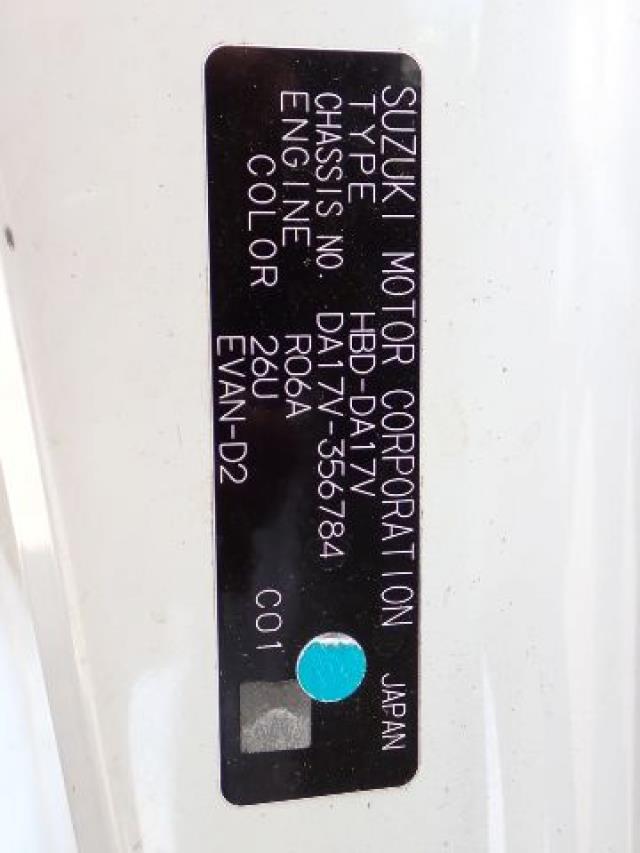 SUZUKI MOTOR CORPORATION JAPAN
TYPE HBD-DA17V
CHASSIS NO. DA17V-356784
ENGINE R06A
COLOR 26U C01
EVAN-D2